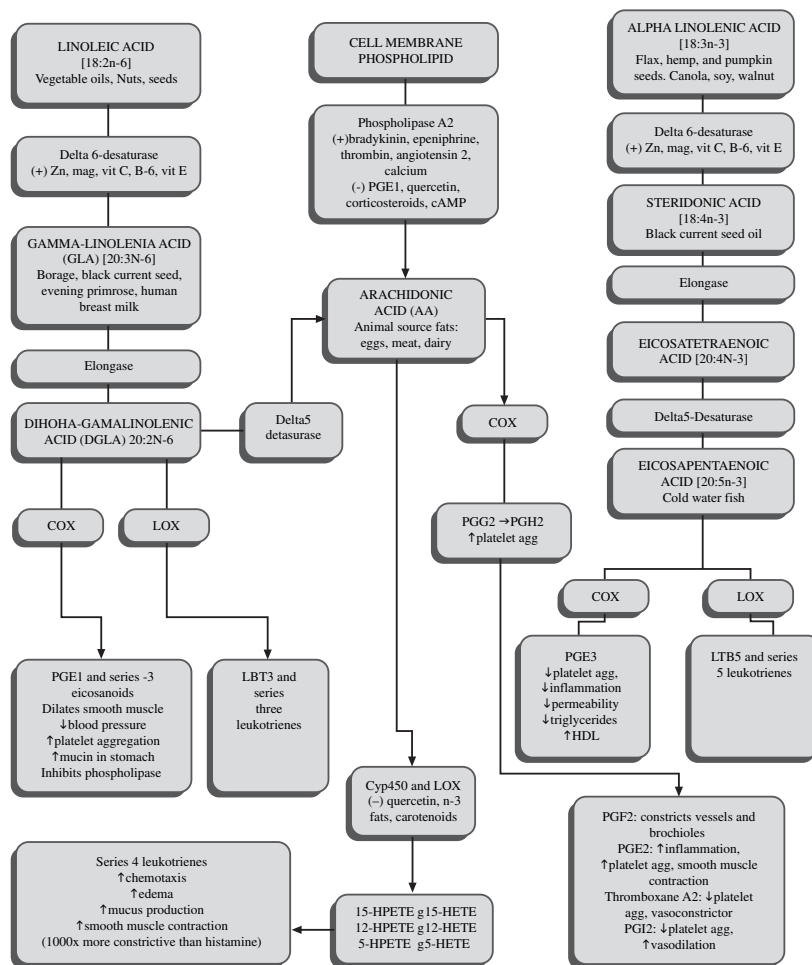 LINOLEIC ACID
[18:2n-6]
Vegetable oils, Nuts, seeds
Delta 6-desaturase
(+) Zn, mag, vit C, B-6, vit E
GAMMA-LINOLENIA ACID
(GLA) [20:3N-6]
Borage, black current seed,
evening primrose, human
breast milk
Elongase
DIHOHA-GAMALINOLENIC
ACID (DGLA) 20:2N-6
Delta5
detasurase
COX
LOX
PGE1 and series -3
eicosanoids
Dilates smooth muscle
↓blood pressure
↑platelet aggregation
↑mucin in stomach
Inhibits phospholipase
LBT3 and
series
three
leukotrienes
CELL MEMBRANE
PHOSPHOLIPID
Phospholipase A2
(+)bradykinin, epeniphrine,
thrombin, angiotensin 2,
calcium
(-) PGE1, quercetin,
corticosteroids, cAMP
ARACHIDONIC
ACID (AA)
Animal source fats:
eggs, meat, dairy
COX
PGG2 →PGH2
↑platelet agg
Cyp450 and LOX
(–) quercetin, n-3
fats, carotenoids
15-HPETE g15-HETE
12-HPETE g12-HETE
5-HPETE g5-HETE
Series 4 leukotrienes
↑chemotaxis
↑edema
↑mucus production
↑smooth muscle contraction
(1000x more constrictive than histamine)
ALPHA LINOLENIC ACID
[18:3n-3]
Flax, hemp, and pumpkin
seeds. Canola, soy, walnut
Delta 6-desaturase
(+) Zn, mag, vit C, B-6, vit E
STERIDONIC ACID
[18:4n-3]
Black current seed oil
Elongase
EICOSATETRAENOIC
ACID [20:4N-3]
Delta5-Desaturase
EICOSAPENTAENOIC
ACID [20:5n-3]
Cold water fish
COX
LOX
PGE3
↓platelet agg,
↓inflammation
↓permeability
↓triglycerides
↑HDL
LTB5 and series
5 leukotrienes
PGF2: constricts vessels and
brochioles
PGE2: ↑inflammation,
↑platelet agg, smooth muscle
contraction
Thromboxane A2: ↓platelet
agg, vasoconstrictor
PGI2: ↓platelet agg,
↑vasodilation